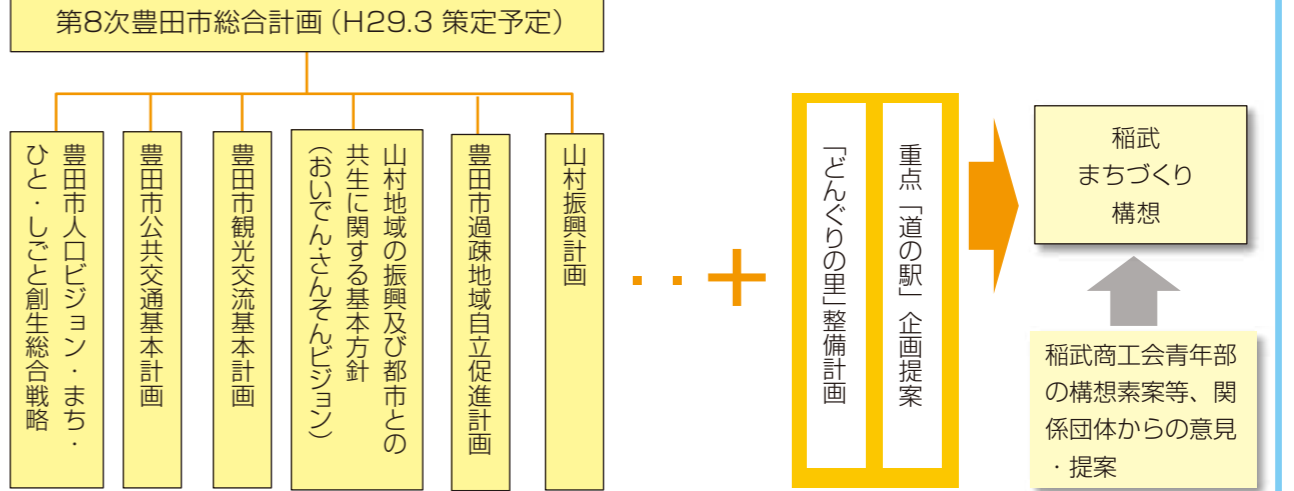 第8次豊田市総合計画（H29.3 策定予定）
豊田市人口ビジョン・まち・
ひと・しごと創生総合戦略
豊田市公共交通基本計画
豊田市観光交流基本計画
山村地域の振興及び都市との
共生に関する基本方針
（おいでん・さんそんビジョン）
豊田市過疎地域自立促進計画
山村振興計画
・・＋
重点「道の駅」企画提案
「どんぐりの里」整備計画
稲武
まちづくり
構想
稲武商工会青年部
の構想素案等、関
係団体からの意見
・提案